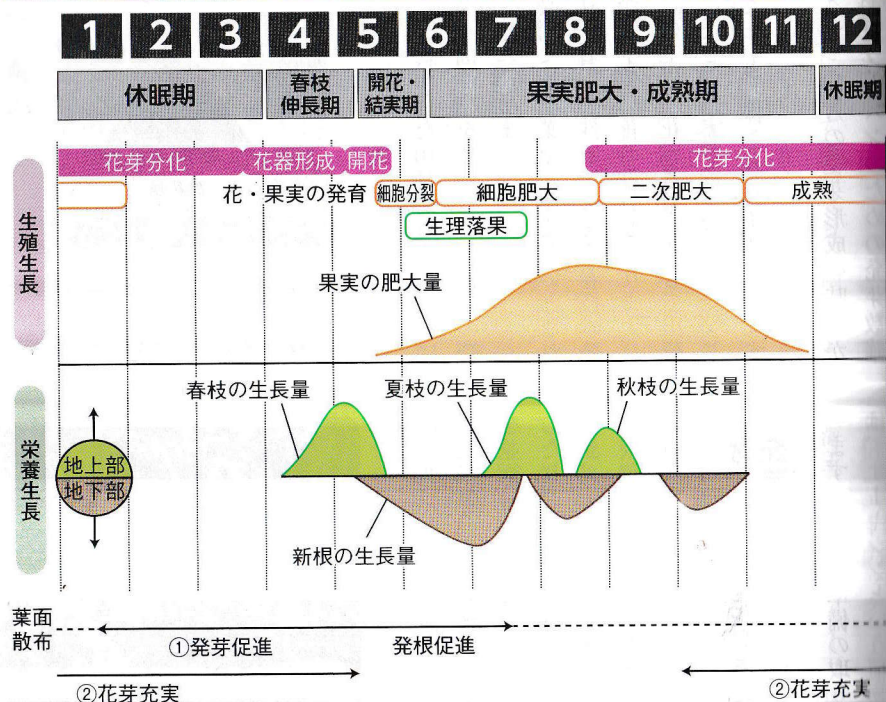 1 2 3 4 5 6 7 8 9 10 11 12
休眠期
春枝
伸長期
開花・
結実期
果実肥大・成熟期
休眠期
生殖生長
花芽分化
花器形成
開花
花芽分化
花・果実の発育
細胞分裂
細胞肥大
二次肥大
成熟
生理落果
果実の肥大量
栄養生長
春枝の生長量
夏枝の生長量
秋枝の生長量
地上部
地下部
新根の生長量
葉面
散布
①発芽促進
発根促進
②花芽充実
②花芽充実